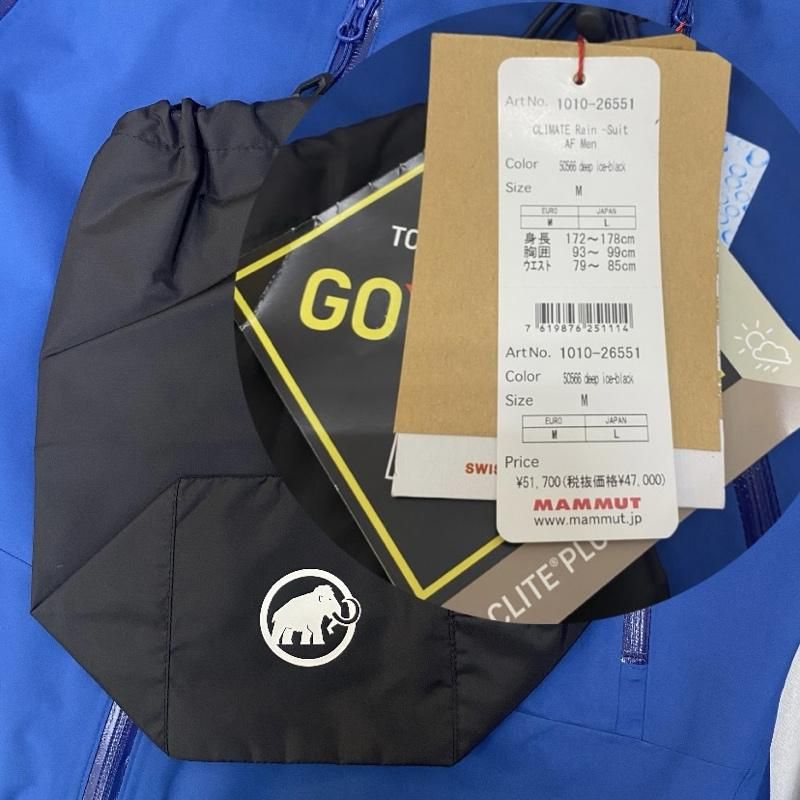 Art No. 1010-26551
CLIMATE Rain -Suit
AF Men
Color 50566 deep ice-black
Size M
EURO JAPAN
M L
身長 172～178cm
胸囲 93～ 99cm
ウエスト 79～ 85cm
7 619876 251114
Art No. 1010-26551
Color 50566 deep ice-black
Size M
EURO JAPAN
M L
Price
¥51,700(税抜価格¥47,000)
MAMMUT
www.mammut.jp
GO
SWIS
CLITE® PLU